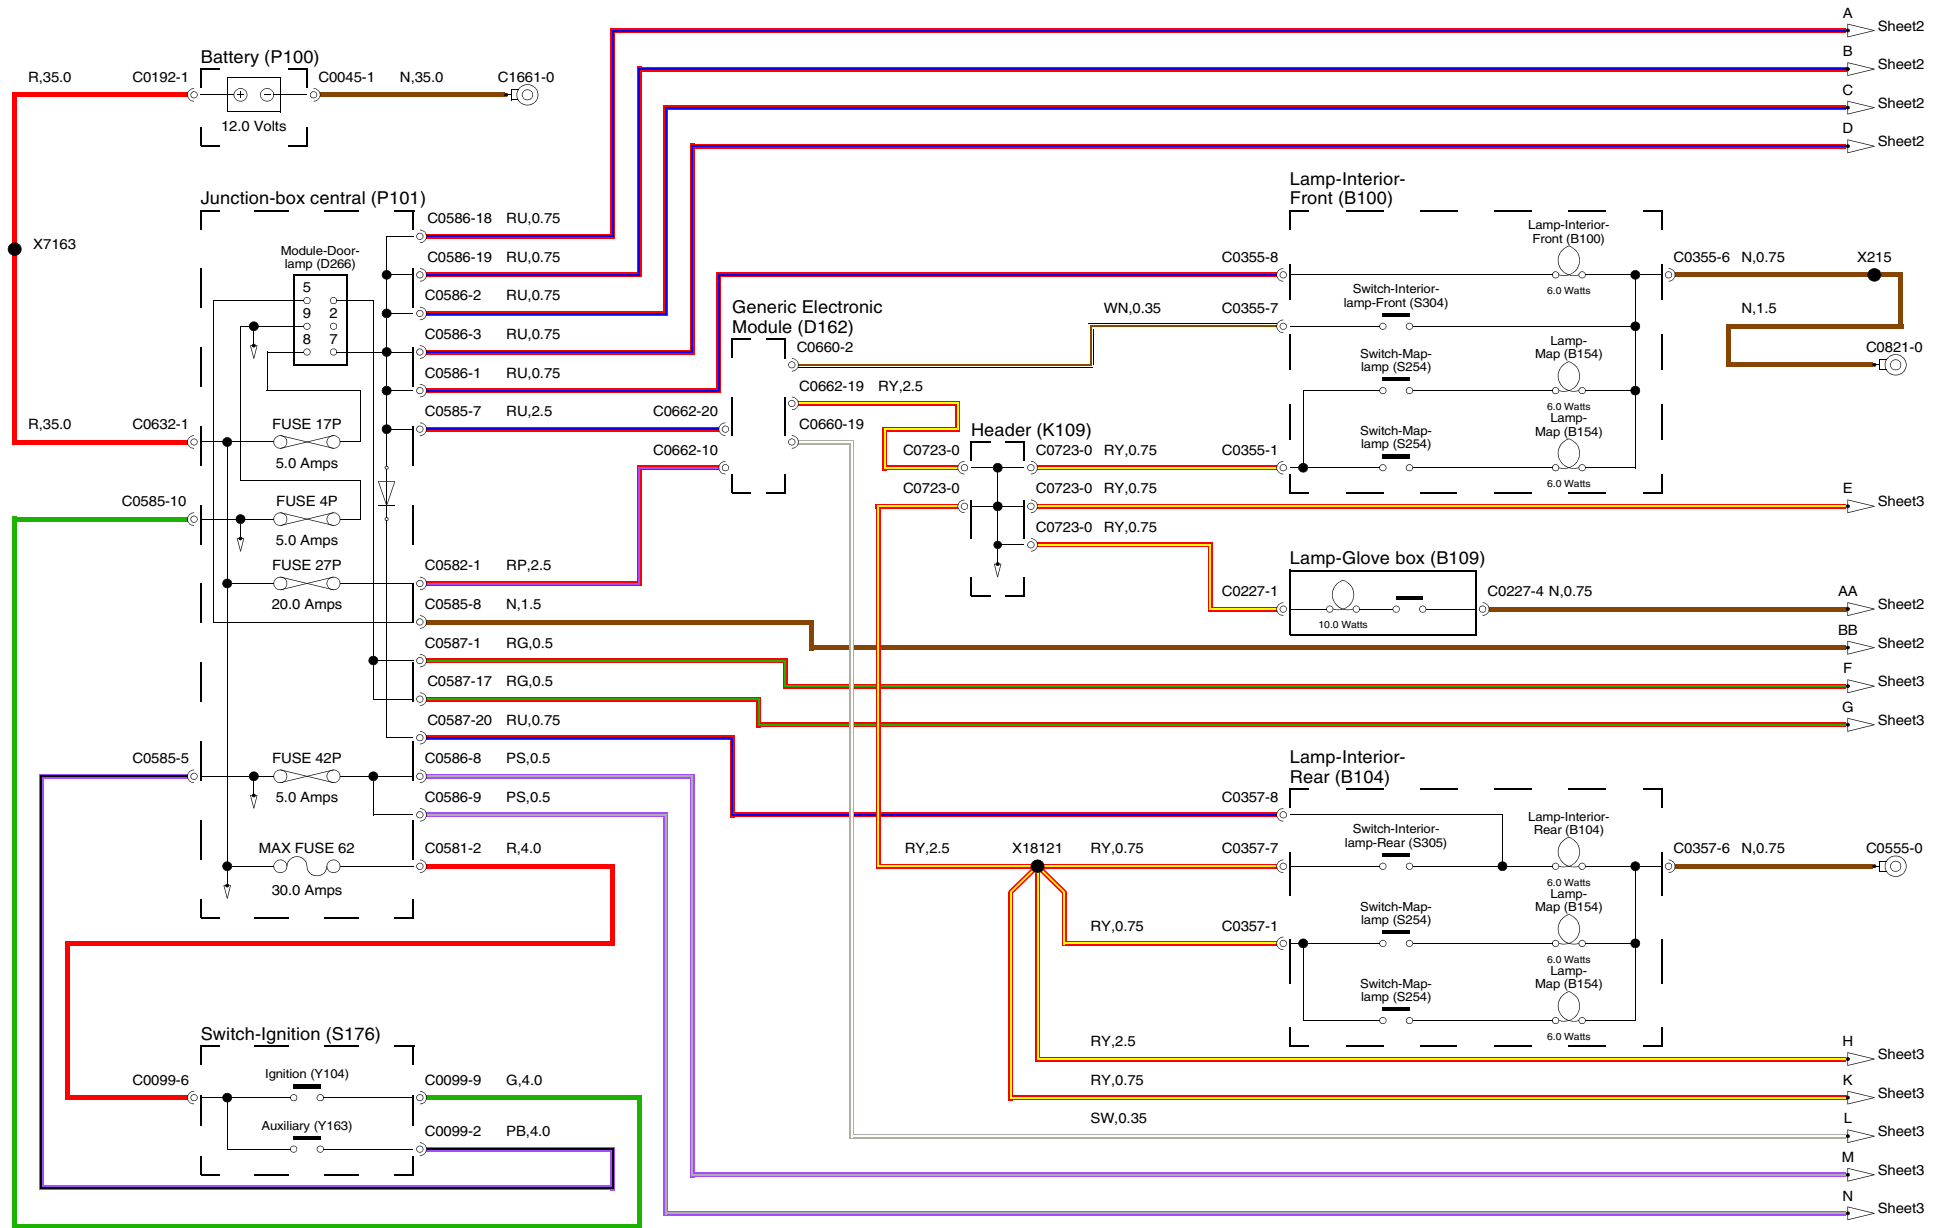 A
Sheet2
B
Sheet2
C
Sheet2
D
Sheet2
Battery (P100)
R,35.0
C0192-1
C0045-1
N,35.0
C1661-0
12.0 Volts
X7163
Junction-box central (P101)
Module-Door-
lamp (D266)
5
9 2
8 7
C0586-18 RU,0.75
C0586-19 RU,0.75
C0586-2 RU,0.75
C0586-3 RU,0.75
C0586-1 RU,0.75
C0585-7 RU,2.5
R,35.0
C0632-1
FUSE 17P
5.0 Amps
C0585-10
FUSE 4P
5.0 Amps
FUSE 27P
20.0 Amps
C0582-1 RP,2.5
C0585-8 N,1.5
C0587-1 RG,0.5
C0587-17 RG,0.5
C0587-20 RU,0.75
C0585-5
FUSE 42P
5.0 Amps
C0586-8 PS,0.5
C0586-9 PS,0.5
MAX FUSE 62
30.0 Amps
C0581-2 R,4.0
Switch-Ignition (S176)
C0099-6
Ignition (Y104)
C0099-9 G,4.0
Auxiliary (Y163)
C0099-2 PB,4.0
Generic Electronic
Module (D162)
C0660-2
C0662-19 RY,2.5
C0660-19
C0662-20
C0662-10
WN,0.35
Header (K109)
C0723-0
C0723-0
C0723-0 RY,0.75
C0723-0 RY,0.75
C0723-0 RY,0.75
Lamp-Interior-
Front (B100)
C0355-8
C0355-7
C0355-1
Lamp-Interior-
Front (B100)
6.0 Watts
Switch-Interior-
lamp-Front (S304)
Switch-Map-
lamp (S254)
Lamp-
Map (B154)
6.0 Watts
Switch-Map-
lamp (S254)
Lamp-
Map (B154)
6.0 Watts
C0355-6 N,0.75
X215
N,1.5
C0821-0
E
Sheet3
Lamp-Glove box (B109)
C0227-1
10.0 Watts
C0227-4 N,0.75
AA
Sheet2
BB
Sheet2
F
Sheet3
G
Sheet3
Lamp-Interior-
Rear (B104)
C0357-8
C0357-7
C0357-1
RY,2.5
X18121
RY,0.75
RY,0.75
Switch-Interior-
lamp-Rear (S305)
Lamp-Interior-
Rear (B104)
6.0 Watts
Switch-Map-
lamp (S254)
Lamp-
Map (B154)
6.0 Watts
Switch-Map-
lamp (S254)
Lamp-
Map (B154)
6.0 Watts
C0357-6 N,0.75
C0555-0
RY,2.5
H
Sheet3
RY,0.75
K
Sheet3
SW,0.35
L
Sheet3
M
Sheet3
N
Sheet3